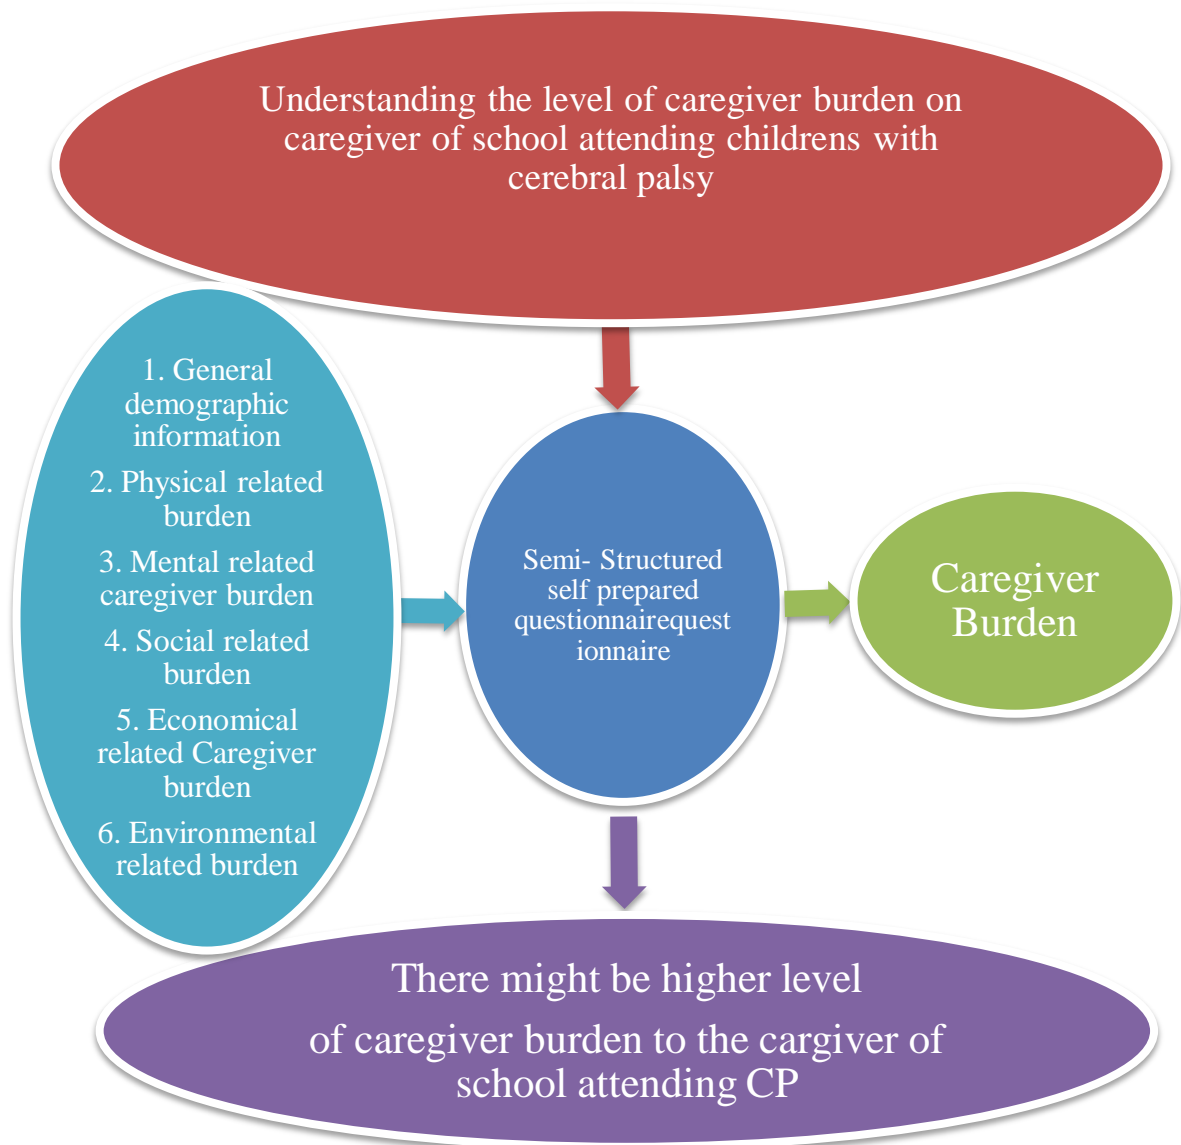 Understanding the level of caregiver burden on
caregiver of school attending childrens with
cerebral palsy
1. General
demographic
information
2. Physical related
burden
3. Mental related
caregiver burden
4. Social related
burden
5. Economical
related Caregiver
burden
6. Environmental
related burden
Semi- Structured
self prepared
questionnairequest
ionnaire
Caregiver
Burden
There might be higher level
of caregiver burden to the cargiver of
school attending CP